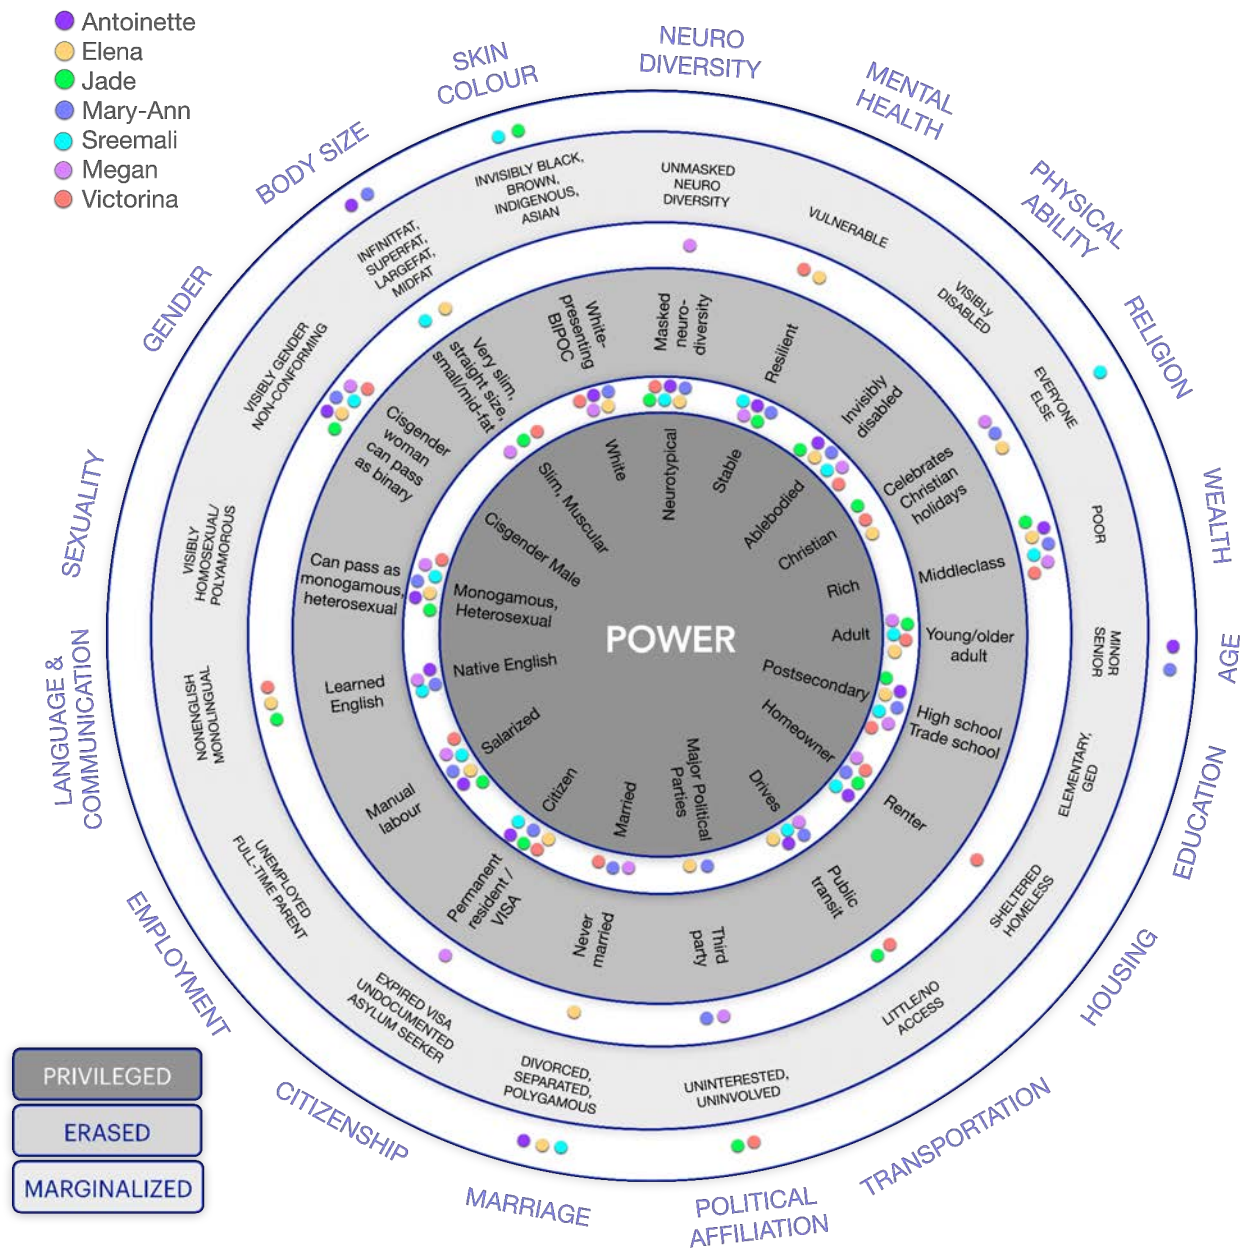 Antoinette
Elena
Jade
Mary-Ann
Sreemali
Megan
Victorina
NEURO
DIVERSITY
MENTAL
HEALTH
PHYSICAL
ABILITY
RELIGION
WEALTH
AGE
EDUCATION
HOUSING
TRANSPORTATION
POLITICAL
AFFILIATION
MARRIAGE
CITIZENSHIP
EMPLOYMENT
LANGUAGE &
COMMUNICATION
SEXUALITY
GENDER
BODY SIZE
SKIN
COLOUR
UNMASKED
NEURO
DIVERSITY
VULNERABLE
VISIBLY
DISABLED
EVERYONE
ELSE
POOR
MINOR
SENIOR
ELEMENTARY,
GED
SHELTERED
HOMELESS
LITTLE/NO
ACCESS
UNINTERESTED,
UNINVOLVED
DIVORCED,
SEPARATED,
POLYGAMOUS
EXPIRED VISA
UNDOCUMENTED
ASYLUM SEEKER
UNEMPLOYED
FULL-TIME PARENT
NONENGLISH
MONOLINGUAL
VISIBLY
HOMOSEXUAL/
POLYAMOROUS
VISIBLY GENDER
NON-CONFORMING
INFINITFAT,
SUPERFAT,
LARGEFAT,
MIDFAT
INVISIBLY BLACK,
BROWN,
INDIGENOUS,
ASIAN
Masked
neuro-
diversity
Resilient
Invisibly
disabled
Celebrates
Christian
holidays
Middleclass
Young/older
adult
High school
Trade school
Renter
Public
transit
Third
party
Never
married
Permanent
resident /
VISA
Manual
labour
Learned
English
Can pass as
monogamous,
heterosexual
Cisgender
woman
can pass
as binary
Very slim,
straight size,
small/mid-fat
White-
presenting
BIPOC
Neurotypical
Stable
Ablebodied
Christian
Rich
Adult
Postsecondary
Homeowner
Drives
Major Political
Parties
Married
Citizen
Salarized
Native English
Monogamous,
Heterosexual
Cisgender Male
Slim, Muscular
White
POWER
PRIVILEGED
ERASED
MARGINALIZED